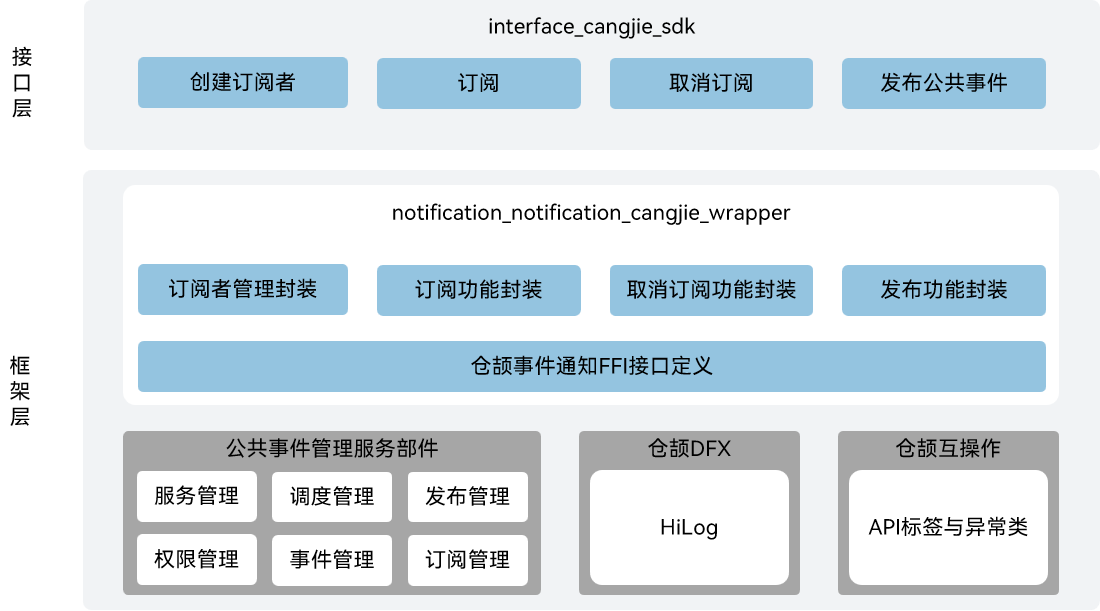 接口层
interface_cangjie_sdk
创建订阅者
订阅
取消订阅
发布公共事件
框架层
notification_notification_cangjie_wrapper
订阅者管理封装
订阅功能封装
取消订阅功能封装
发布功能封装
仓颉事件通知FFI接口定义
公共事件管理服务部件
服务管理
调度管理
发布管理
权限管理
事件管理
订阅管理
仓颉DFX
HiLog
仓颉互操作
API标签与异常类